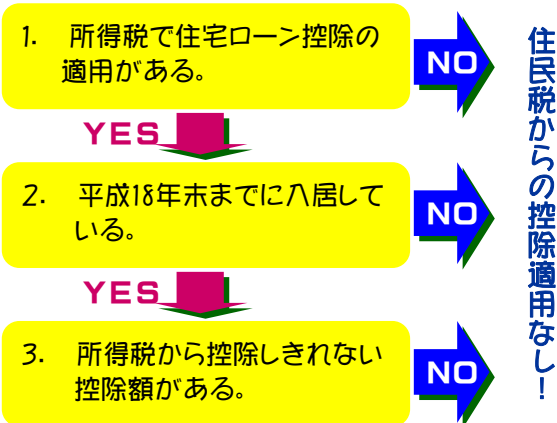 1. 所得税で住宅ローン控除の
適用がある。
NO
YES
2. 平成18年末までに入居して
いる。
NO
YES
3. 所得税から控除しきれない
控除額がある。
NO
住民税からの控除適用なし!